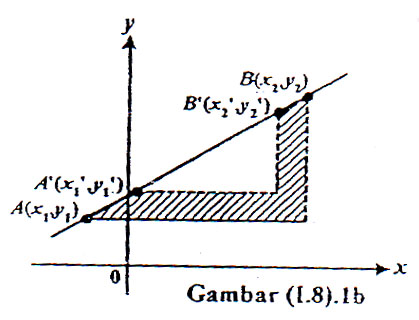 y
B(x₂,y₂)
B'(x₂',y₂')
A'(x₁',y₁')
A(x₁,y₁)
0
x
Gambar (I.8).1b